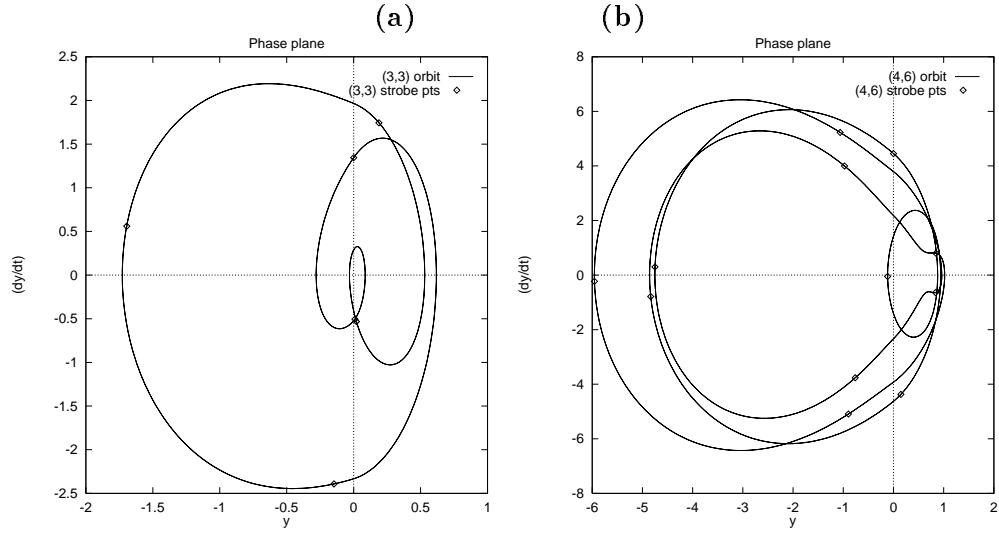 (a)
Phase plane
(3,3) orbit
(3,3) strobe pts
2.5
2
1.5
1
0.5
0
-0.5
-1
-1.5
-2
-2.5
(dy/dt)
-2 -1.5 -1 -0.5 0 0.5 1
y
(b)
Phase plane
(4,6) orbit
(4,6) strobe pts
8
6
4
2
0
-2
-4
-6
-8
(dy/dt)
-6 -5 -4 -3 -2 -1 0 1 2
y